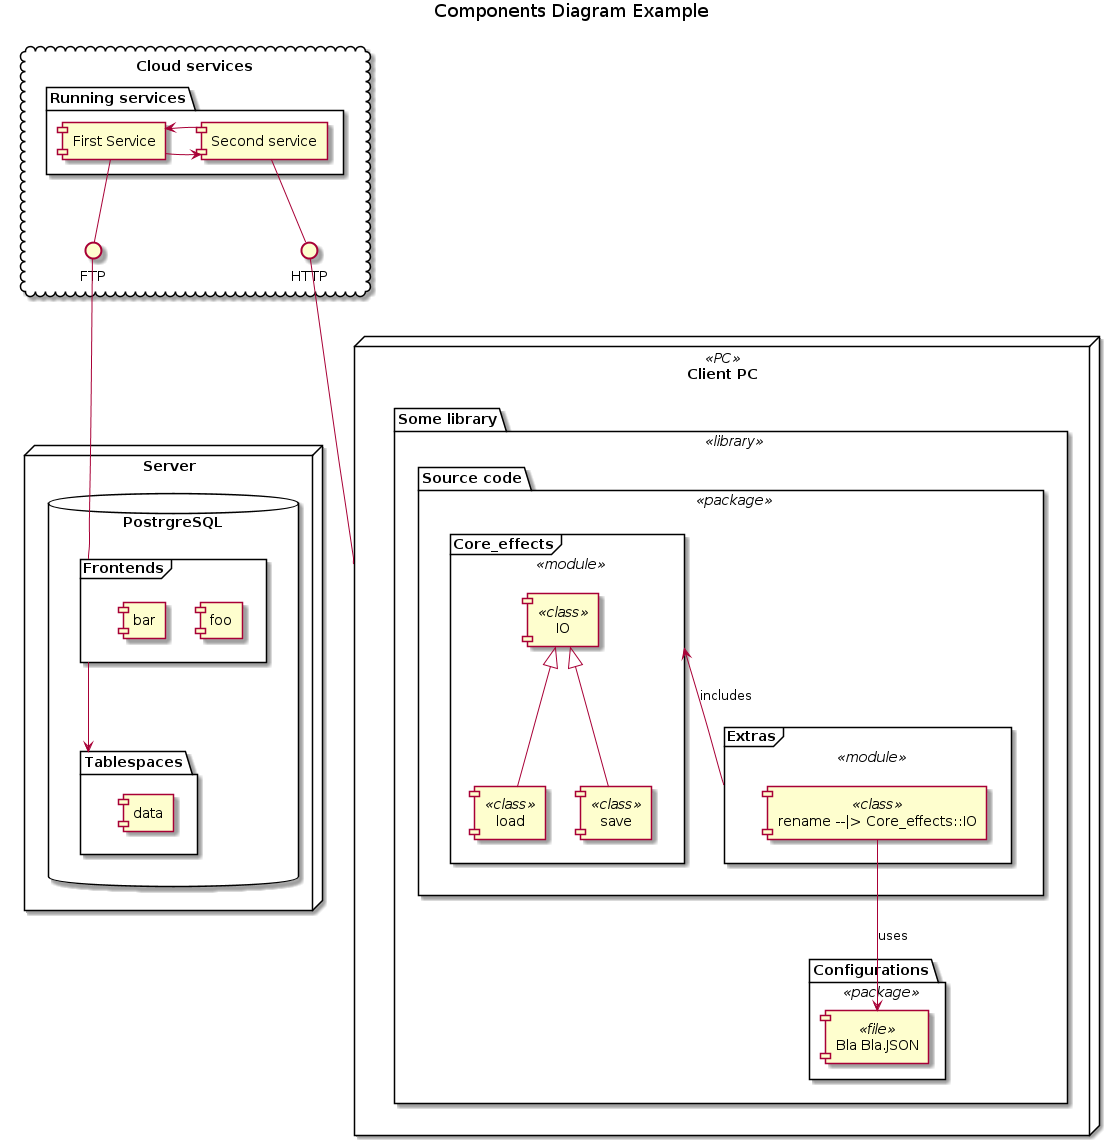 Components Diagram Example
Cloud services
Running services
First Service
Second service
FTP
HTTP
«PC»
Client PC
Some library
«library»
Source code
«package»
Core_effects
«module»
«class»
IO
includes
«class»
load
«class»
save
Extras
«module»
«class»
rename --|> Core_effects::IO
uses
Configurations
«package»
«file»
Bla Bla.JSON
Server
PostrgreSQL
Frontends
bar
foo
Tablespaces
data